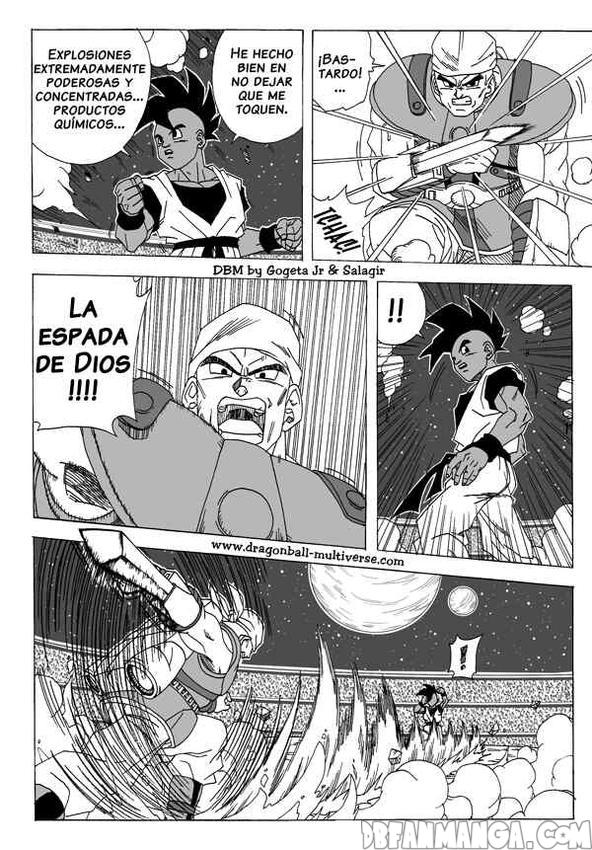 EXPLOSIONES
EXTREMADAMENTE
PODEROSAS Y
CONCENTRADAS...
PRODUCTOS
QUÍMICOS...
HE HECHO
BIEN EN
NO DEJAR
QUE ME
TOQUEN.
¡BAS-
TARDO!
...
TCHAC!
DBM by Gogeta Jr & Salagir
LA
ESPADA
DE DIOS
!!!!
!!
www.dragonball-multiverse.com
!
DBFANMANGA.COM